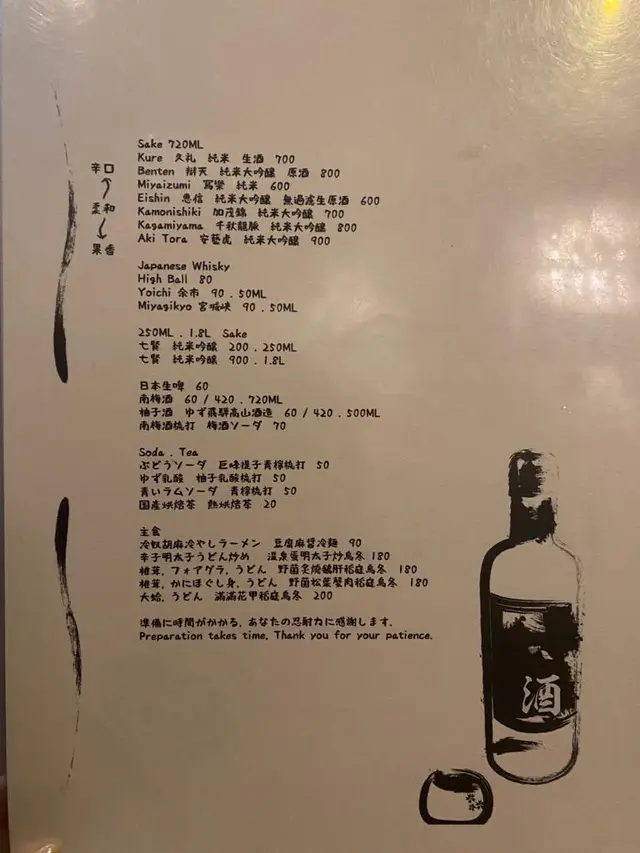 Sake 720ML
Kure 久礼 純米 生酒 700
Benten 辯天 純米大吟醸 原酒 800
Miyaizumi 冩樂 純米 600
Eishin 恵信 純米大吟醸 無過濾生原酒 600
Kamonishiki 加茂錦 純米大吟醸 700
Kagamiyama 千秋龍脈 純米大吟醸 800
Aki Tora 安藝虎 純米大吟醸 900
辛口
柔和
果香
Japanese Whisky
High Ball 80
Yoichi 余市 90 . 50ML
Miyagikyo 宮城峡 90 . 50ML
250ML . 1.8L Sake
七賢 純米吟醸 200 . 250ML
七賢 純米吟醸 900 . 1.8L
日本生啤 60
南梅酒 60 / 420 . 720ML
柚子酒 ゆず飛騨高山酒造 60 / 420 . 500ML
南梅酒梳打 梅酒ソーダ 70
Soda . Tea
ぶどうソーダ 巨峰提子青檸梳打 50
ゆず乳酸 柚子乳酸梳打 50
青いラムソーダ 青檸梳打 50
国産烘焙茶 熱烘焙茶 20
主食
冷奴胡麻冷やしラーメン 豆腐麻醬冷麵 90
辛子明太子うどん炒め 温泉蛋明太子炒烏冬 180
椎茸, フォアグラ, うどん 野菌炙燒鵝肝稻庭烏冬 180
椎茸, かにほぐし身, うどん 野菌松葉蟹肉稻庭烏冬 180
大蛤, うどん 滿滿花甲稻庭烏冬 200
準備に時間がかかる, あなたの忍耐力に感謝します.
Preparation takes time, Thank you for your patience.
酒